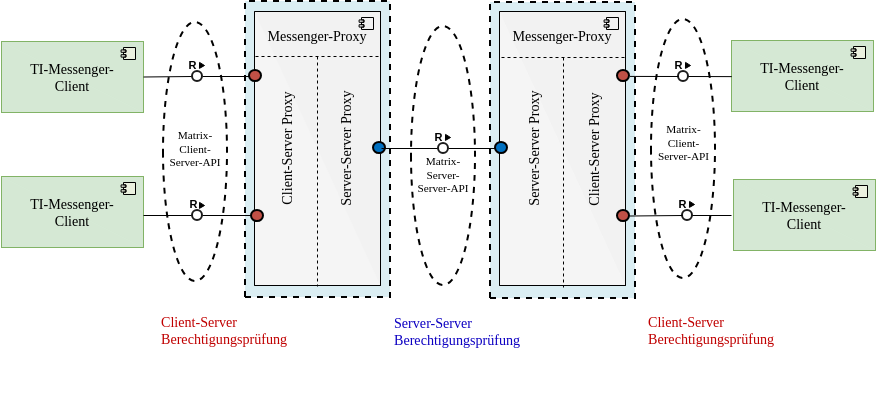 TI-Messenger-
Client
R
Matrix-
Client-
Server-API
TI-Messenger-
Client
R
Messenger-Proxy
Client-Server Proxy
Server-Server Proxy
R
Matrix-
Server-
Server-API
Messenger-Proxy
Server-Server Proxy
Client-Server Proxy
R
Matrix-
Client-
Server-API
R
TI-Messenger-
Client
TI-Messenger-
Client
Client-Server
Berechtigungsprüfung
Server-Server
Berechtigungsprüfung
Client-Server
Berechtigungsprüfung